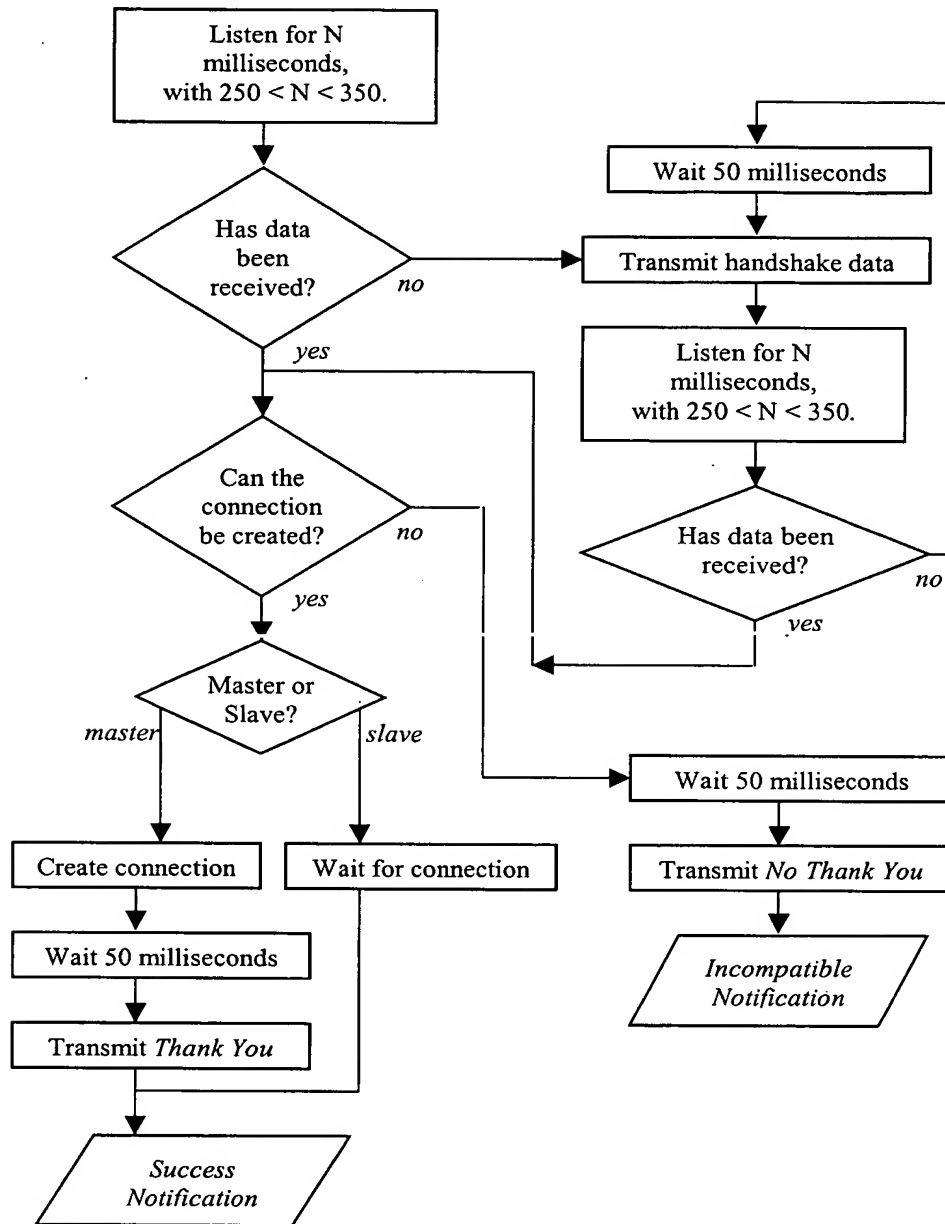 Listen for N
milliseconds,
with 250 < N < 350.
Has data
been
received?
no
yes
Wait 50 milliseconds
Transmit handshake data
Listen for N
milliseconds,
with 250 < N < 350.
Has data been
received?
no
yes
Can the
connection
be created?
no
yes
Master or
Slave?
master
slave
Create connection
Wait for connection
Wait 50 milliseconds
Transmit Thank You
Success
Notification
Wait 50 milliseconds
Transmit No Thank You
Incompatible
Notification